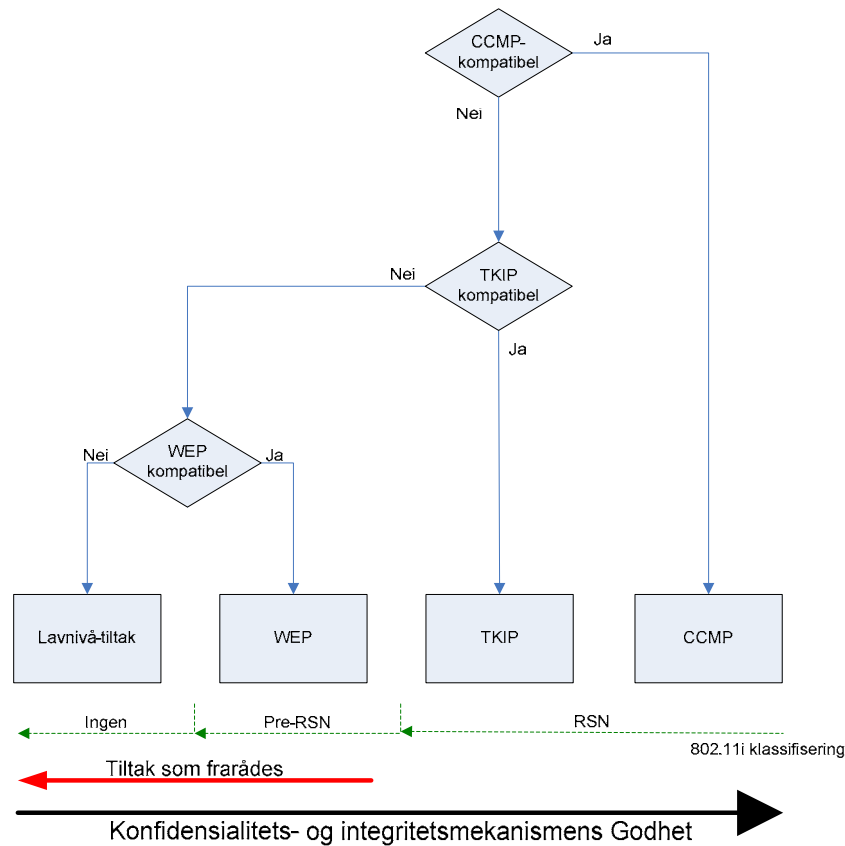 CCMP-
kompatibel
Ja
Nei
TKIP
kompatibel
Nei
Ja
WEP
kompatibel
Nei
Ja
Lavnivå-tiltak
WEP
TKIP
CCMP
Ingen
Pre-RSN
RSN
802.11i klassifisering
Tiltak som frarådes
Konfidensialitets- og integritetsmekanismens Godhet